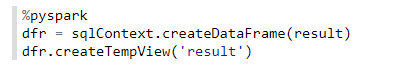 %pyspark
dfr = sqlContext.createDataFrame(result)
dfr.createTempView('result')